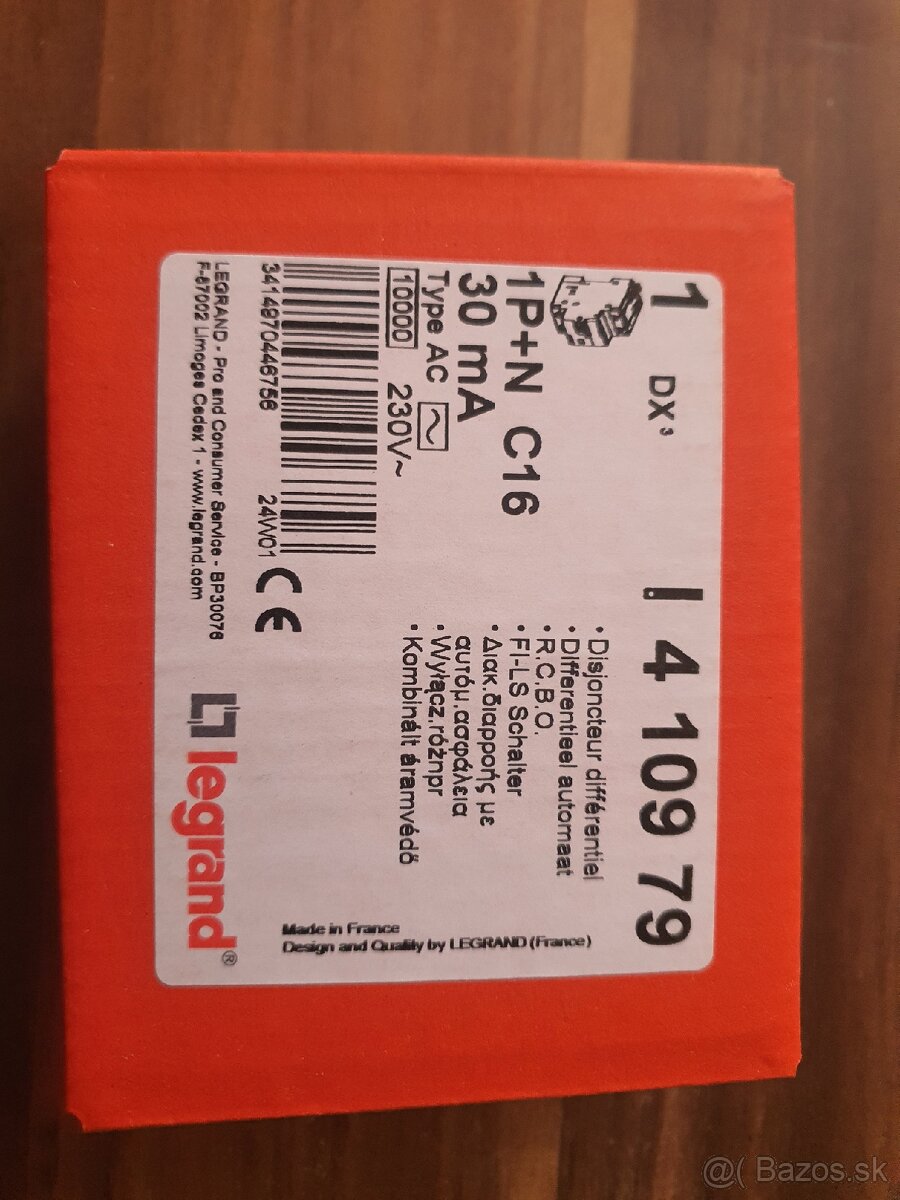 1 DX³ 4 109 79
1P+N C16
30 mA
Type AC
10000 230V~
3414970446756 24W01 CE
LEGRAND - Pro and Consumer Service - BP30076
F-87002 Limoges Cedex 1 - www.legrand.com
• Disjoncteur différentiel
• Differentieel automaat
• R.C.B.O.
• FI-LS Schalter
• Διακ.διαρροής με
αυτόμ.ασφάλεια
• Wyłącz.różnpr
• Kombinált áramvédő
Made in France
Design and Quality by LEGRAND (France)
legrand®
@( Bazos.sk